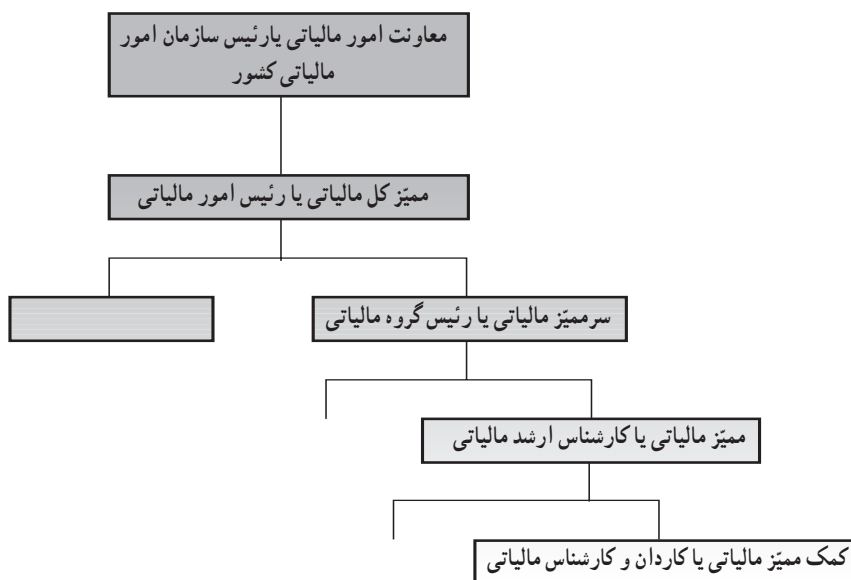 معاونت امور مالیاتی یارئیس سازمان امور
مالیاتی کشور
ممیّز کل مالیاتی یا رئیس امور مالیاتی
سرممیّز مالیاتی یا رئیس گروه مالیاتی
ممیّز مالیاتی یا کارشناس ارشد مالیاتی
کمک ممیّز مالیاتی یا کاردان و کارشناس مالیاتی